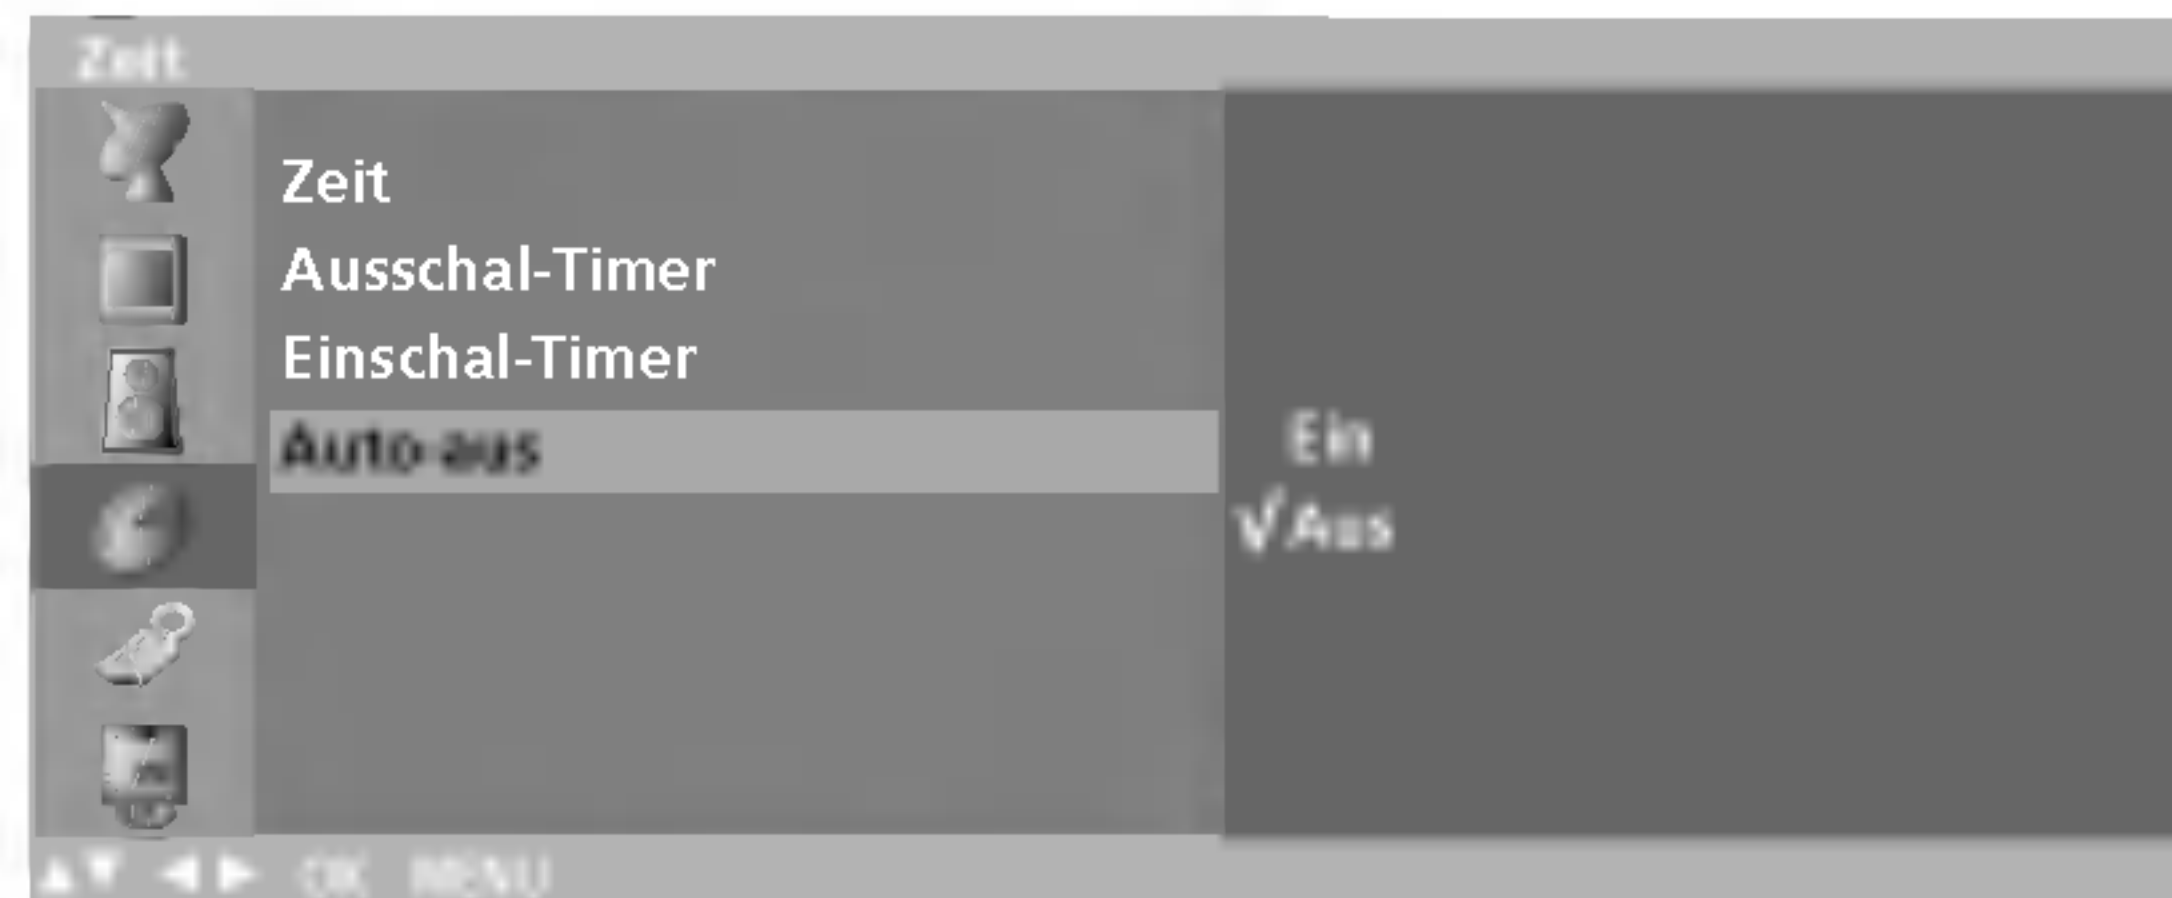 Zeit
Zeit
Ausschal-Timer
Einschal-Timer
Auto-aus
Ein
√ Aus
▲▼ ◀▶ OK MENU